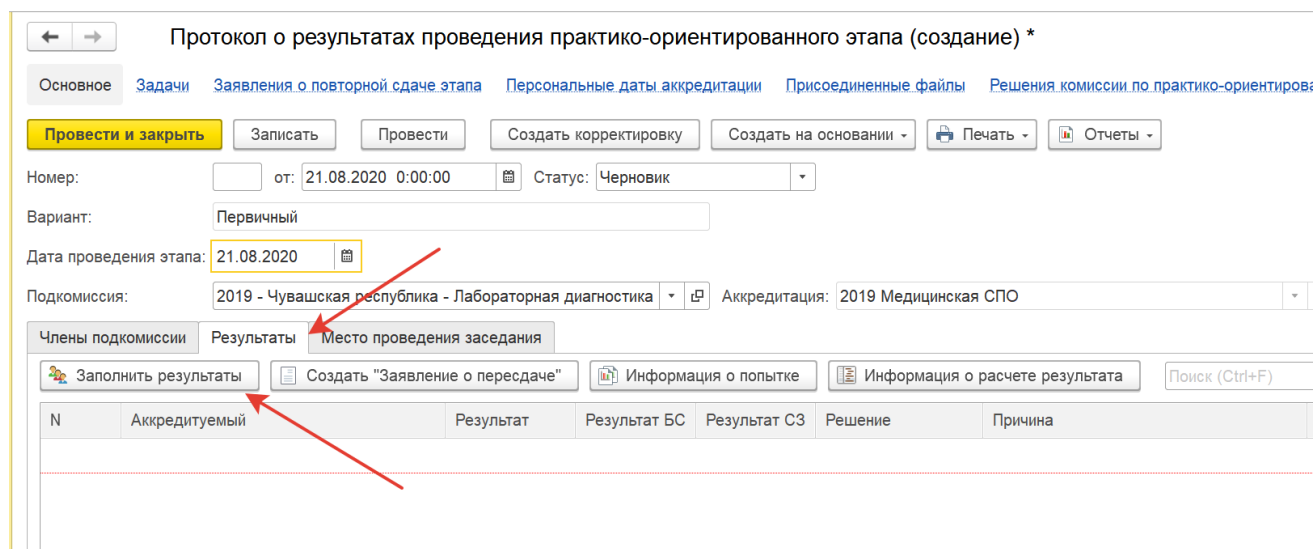 Протокол о результатах проведения практико-ориентированного этапа (создание) *
Основное Задачи Заявления о повторной сдаче этапа Персональные даты аккредитации Присоединенные файлы Решения комиссии по практико-ориентирова
Провести и закрыть Записать Провести Создать корректировку Создать на основании Печать Отчеты
Номер: от: 21.08.2020 0:00:00 Статус: Черновик
Вариант: Первичный
Дата проведения этапа: 21.08.2020
Подкомиссия: 2019 - Чувашская республика - Лабораторная диагностика Аккредитация: 2019 Медицинская СПО
Члены подкомиссии Результаты Место проведения заседания
Заполнить результаты Создать "Заявление о пересдаче" Информация о попытке Информация о расчете результата Поиск (Ctrl+F)
N Аккредитуемый Результат Результат БС Результат СЗ Решение Причина